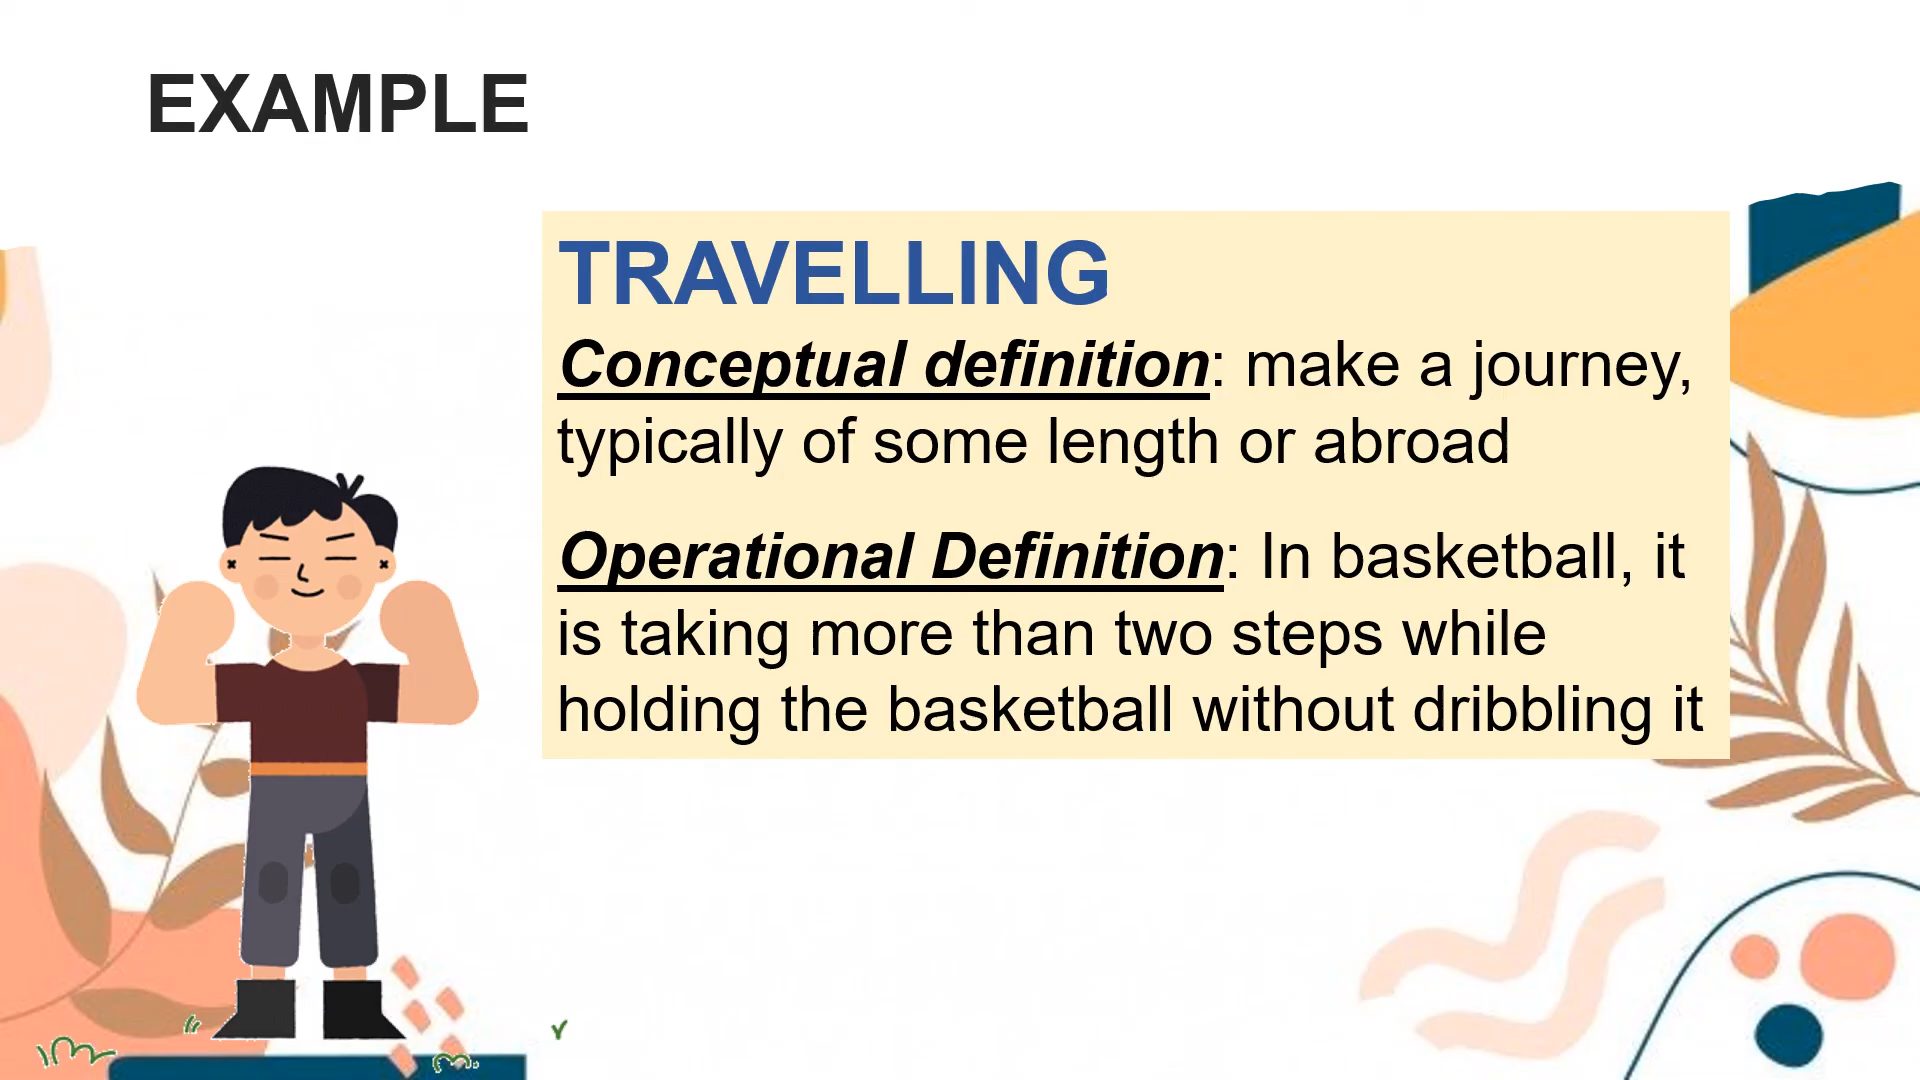 EXAMPLE
TRAVELLING
Conceptual definition: make a journey,
typically of some length or abroad
Operational Definition: In basketball, it
is taking more than two steps while
holding the basketball without dribbling it